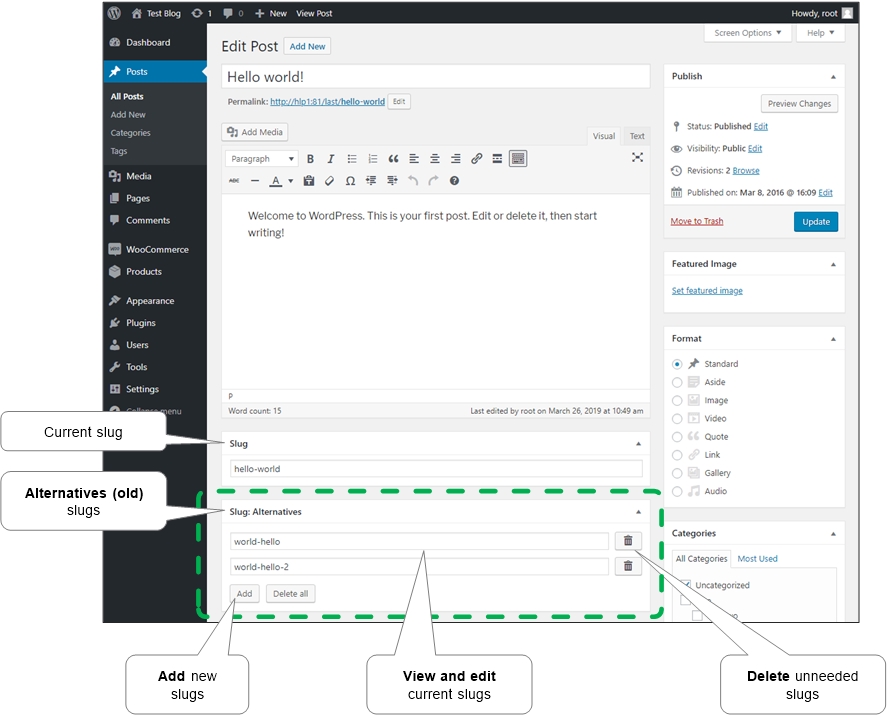 Test Blog 1 0 New View Post Howdy, root
Dashboard
Posts
All Posts
Add New
Categories
Tags
Media
Pages
Comments
WooCommerce
Products
Appearance
Plugins
Users
Tools
Settings
Collapse menu
Screen Options Help
Edit Post Add New
Hello world!
Permalink: http://hlp1:81/last/hello-world Edit
Add Media
Visual Text
Paragraph
Welcome to WordPress. This is your first post. Edit or delete it, then start
writing!
P
Word count: 15 Last edited by root on March 26, 2019 at 10:49 am
Slug
hello-world
Slug: Alternatives
world-hello
world-hello-2
Add Delete all
Publish
Preview Changes
Status: Published Edit
Visibility: Public Edit
Revisions: 2 Browse
Published on: Mar 8, 2016 @ 16:09 Edit
Move to Trash Update
Featured Image
Set featured image
Format
Standard
Aside
Image
Video
Quote
Link
Gallery
Audio
Categories
All Categories Most Used
Uncategorized
Current slug
Alternatives (old)
slugs
Add new
slugs
View and edit
current slugs
Delete unneeded
slugs